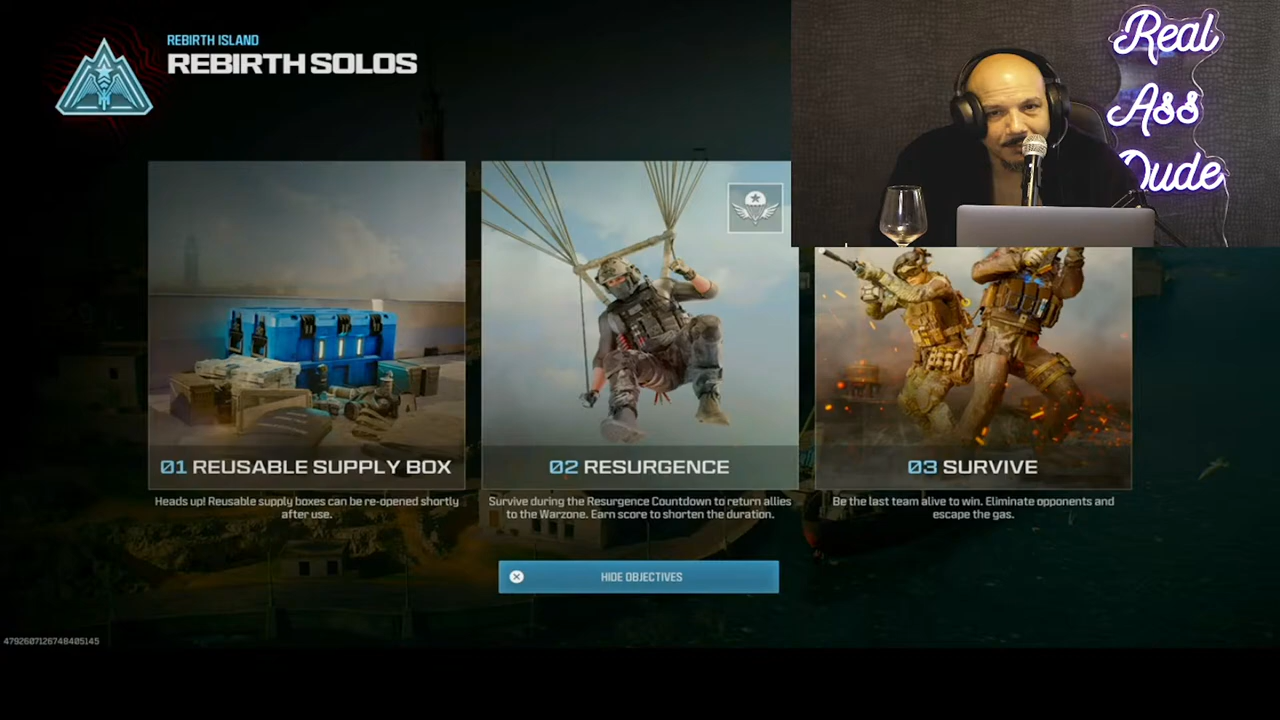 REBIRTH ISLAND
REBIRTH SOLOS
Real
Ass
Dude
01 REUSABLE SUPPLY BOX
Heads up! Reusable supply boxes can be re-opened shortly
after use.
02 RESURGENCE
Survive during the Resurgence Countdown to return allies
to the Warzone. Earn score to shorten the duration.
03 SURVIVE
Be the last team alive to win. Eliminate opponents and
escape the gas.
HIDE OBJECTIVES
4792607126748405145